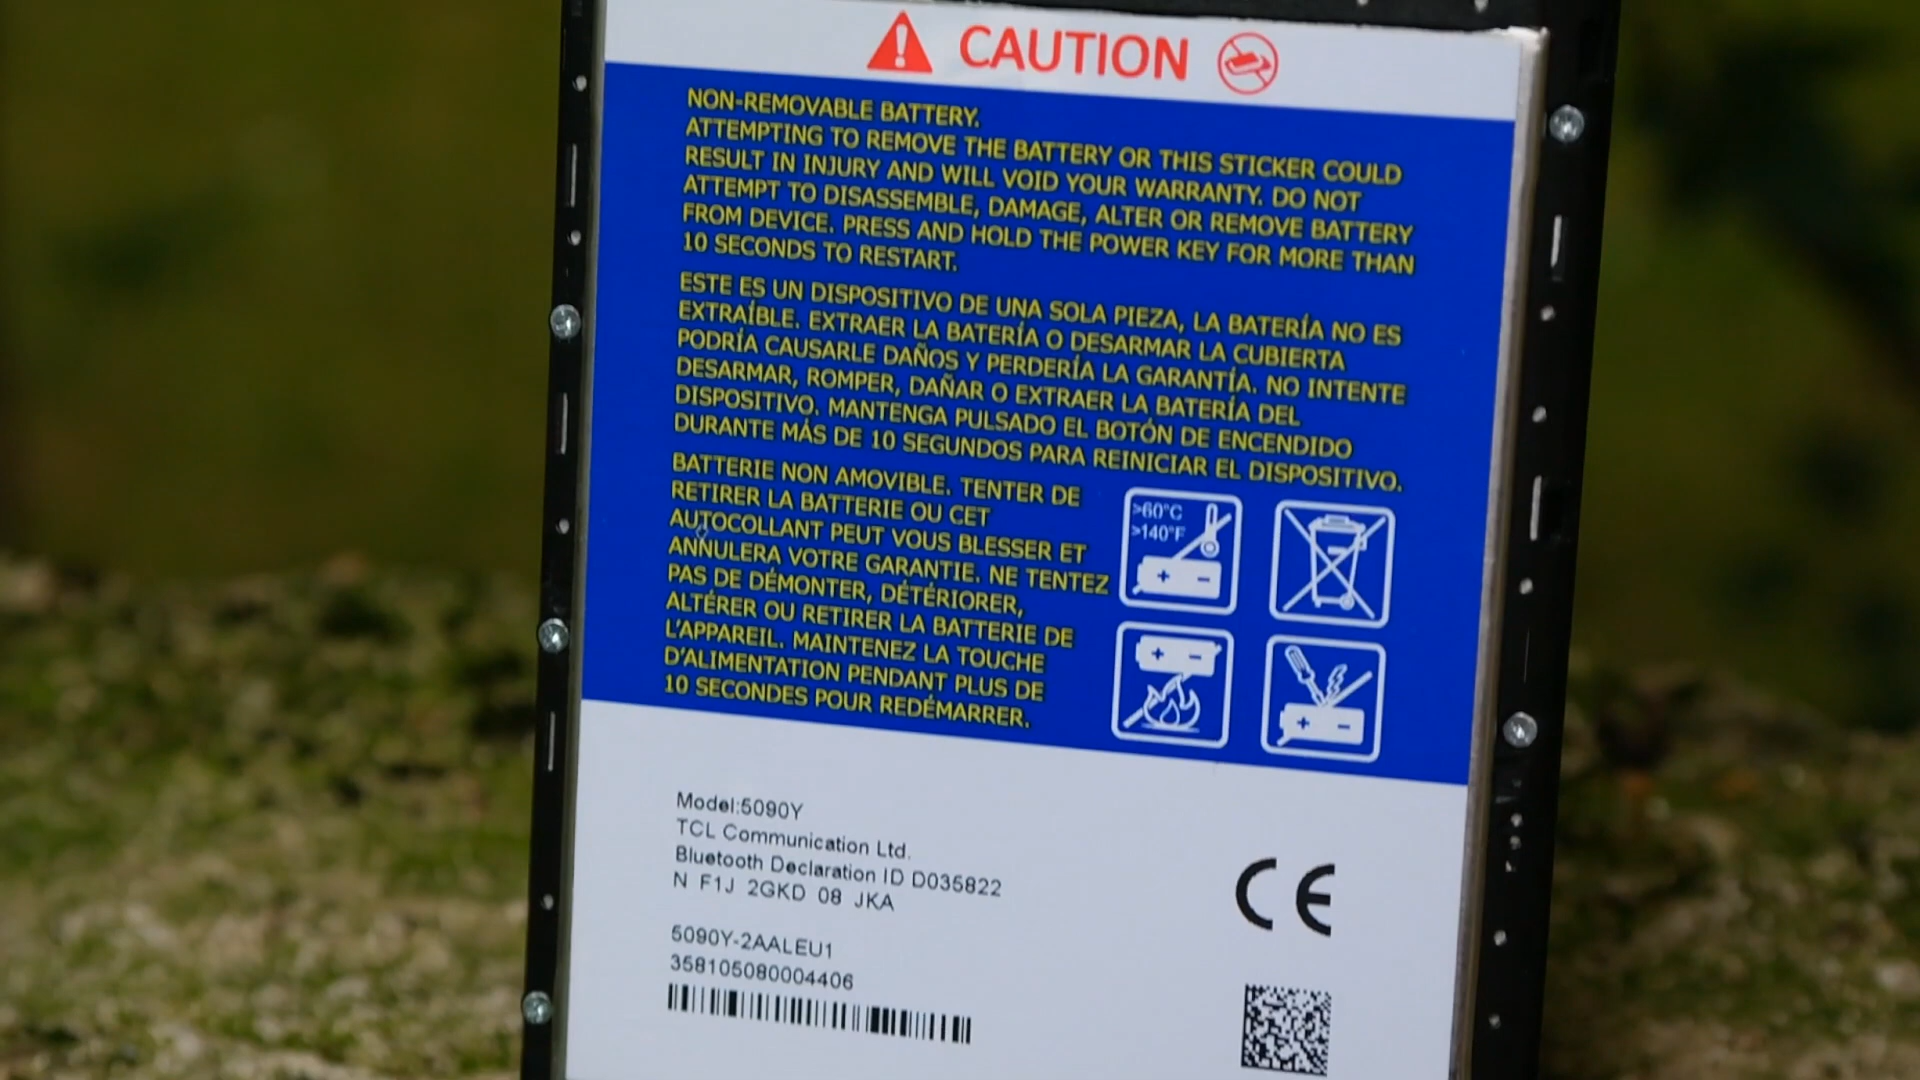 CAUTION
NON-REMOVABLE BATTERY.
ATTEMPTING TO REMOVE THE BATTERY OR THIS STICKER COULD
RESULT IN INJURY AND WILL VOID YOUR WARRANTY. DO NOT
ATTEMPT TO DISASSEMBLE, DAMAGE, ALTER OR REMOVE BATTERY
FROM DEVICE. PRESS AND HOLD THE POWER KEY FOR MORE THAN
10 SECONDS TO RESTART.
ESTE ES UN DISPOSITIVO DE UNA SOLA PIEZA, LA BATERÍA NO ES
EXTRAÍBLE. EXTRAER LA BATERÍA O DESARMAR LA CUBIERTA
PODRÍA CAUSARLE DAÑOS Y PERDERÍA LA GARANTÍA. NO INTENTE
DESARMAR, ROMPER, DAÑAR O EXTRAER LA BATERÍA DEL
DISPOSITIVO. MANTENGA PULSADO EL BOTÓN DE ENCENDIDO
DURANTE MÁS DE 10 SEGUNDOS PARA REINICIAR EL DISPOSITIVO.
BATTERIE NON AMOVIBLE. TENTER DE
RETIRER LA BATTERIE OU CET
AUTOCOLLANT PEUT VOUS BLESSER ET
ANNULERA VOTRE GARANTIE. NE TENTEZ
PAS DE DÉMONTER, DÉTÉRIORER,
ALTÉRER OU RETIRER LA BATTERIE DE
L'APPAREIL. MAINTENEZ LA TOUCHE
D'ALIMENTATION PENDANT PLUS DE
10 SECONDES POUR REDÉMARRER.
>60°C
>140°F
Model:5090Y
TCL Communication Ltd.
Bluetooth Declaration ID D035822
N F1J 2GKD 08 JKA
5090Y-2AALEU1
358105080004406
CE